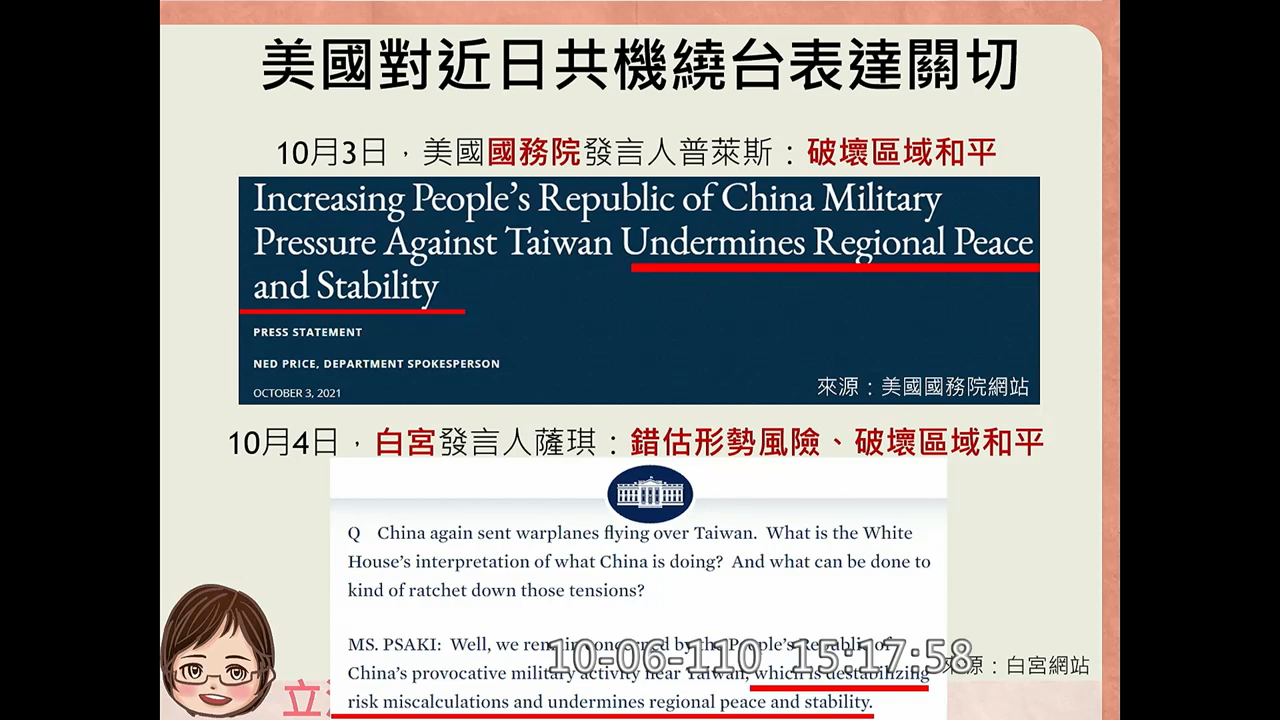 美國對近日共機繞台表達關切
10月3日，美國國務院發言人普萊斯：破壞區域和平
Increasing People's Republic of China Military
Pressure Against Taiwan Undermines Regional Peace
and Stability
PRESS STATEMENT
NED PRICE, DEPARTMENT SPOKESPERSON
OCTOBER 3, 2021
來源：美國國務院網站
10月4日，白宮發言人薩琪：錯估形勢風險、破壞區域和平
Q China again sent warplanes flying over Taiwan. What is the White
House's interpretation of what China is doing? And what can be done to
kind of ratchet down those tensions?
MS. PSAKI: Well, we remain concerned by the People's Republic of
China's provocative military activity near Taiwan, which is destabilizing
risk miscalculations and undermines regional peace and stability.
10-06-110 15:17:58
來源：白宮網站
立